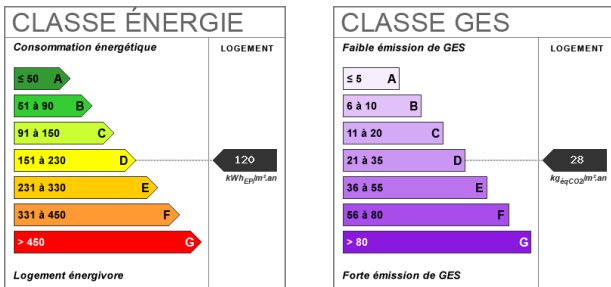 CLASSE ÉNERGIE
Consommation énergétique
LOGEMENT
≤ 50 A
51 à 90 B
91 à 150 C
151 à 230 D
120
kWhEP/m².an
231 à 330 E
331 à 450 F
> 450 G
Logement énergivore
CLASSE GES
Faible émission de GES
LOGEMENT
≤ 5 A
6 à 10 B
11 à 20 C
21 à 35 D
28
kgéqCO2/m².an
36 à 55 E
56 à 80 F
> 80 G
Forte émission de GES